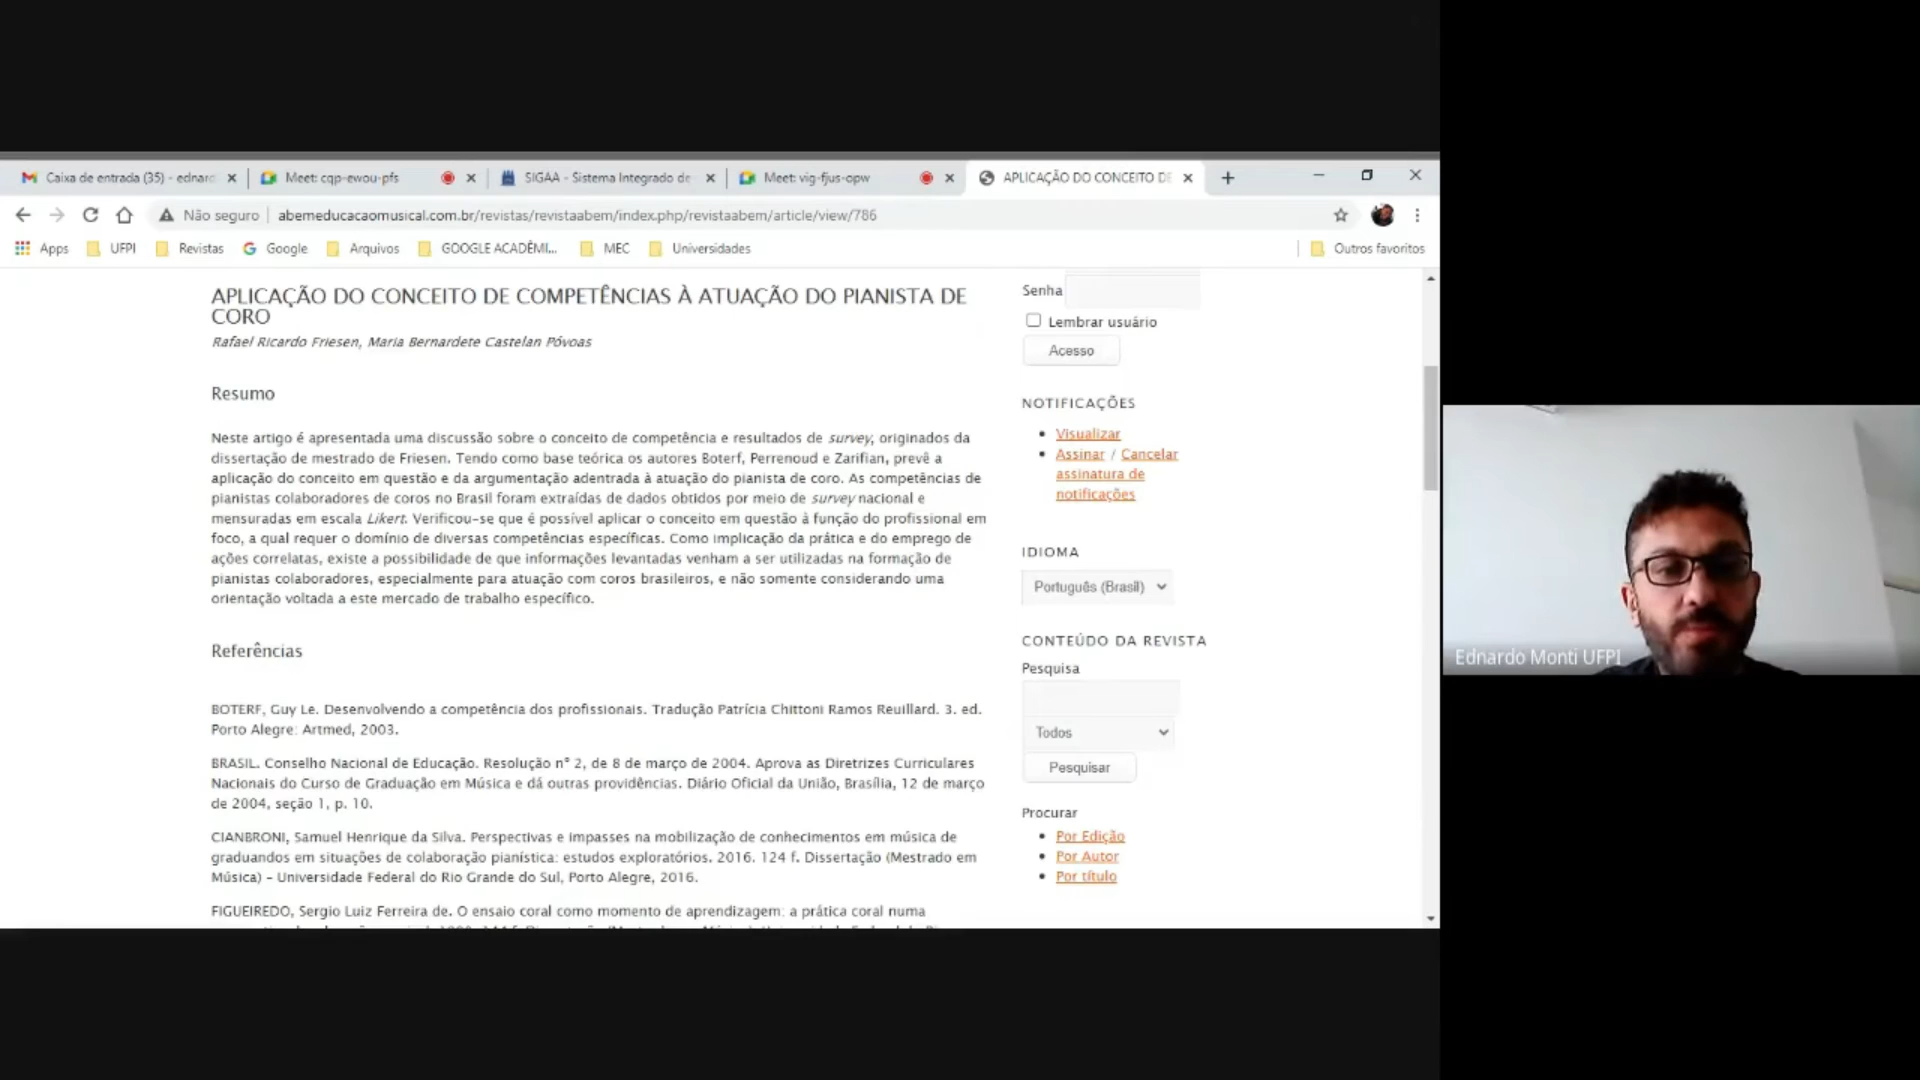 Caixa de entrada (35) - ednard
Meet: cqp-ewou-pfs
SIGAA - Sistema Integrado de
Meet: vig-fjus-opw
APLICAÇÃO DO CONCEITO DE
Não seguro
abemeducacaomusical.com.br/revistas/revistaabem/index.php/revistaabem/article/view/786
Apps
UFPI
Revistas
Google
Arquivos
GOOGLE ACADÊMI...
MEC
Universidades
Outros favoritos
APLICAÇÃO DO CONCEITO DE COMPETÊNCIAS À ATUAÇÃO DO PIANISTA DE
CORO
Rafael Ricardo Friesen, Maria Bernardete Castelan Póvoas
Resumo
Neste artigo é apresentada uma discussão sobre o conceito de competência e resultados de survey, originados da
dissertação de mestrado de Friesen. Tendo como base teórica os autores Boterf, Perrenoud e Zarifian, prevê a
aplicação do conceito em questão e da argumentação adentrada à atuação do pianista de coro. As competências de
pianistas colaboradores de coros no Brasil foram extraídas de dados obtidos por meio de survey nacional e
mensuradas em escala Likert. Verificou-se que é possível aplicar o conceito em questão à função do profissional em
foco, a qual requer o domínio de diversas competências específicas. Como implicação da prática e do emprego de
ações correlatas, existe a possibilidade de que informações levantadas venham a ser utilizadas na formação de
pianistas colaboradores, especialmente para atuação com coros brasileiros, e não somente considerando uma
orientação voltada a este mercado de trabalho específico.
Referências
BOTERF, Guy Le. Desenvolvendo a competência dos profissionais. Tradução Patrícia Chittoni Ramos Reuillard. 3. ed.
Porto Alegre: Artmed, 2003.
BRASIL. Conselho Nacional de Educação. Resolução nº 2, de 8 de março de 2004. Aprova as Diretrizes Curriculares
Nacionais do Curso de Graduação em Música e dá outras providências. Diário Oficial da União, Brasília, 12 de março
de 2004, seção 1, p. 10.
CIANBRONI, Samuel Henrique da Silva. Perspectivas e impasses na mobilização de conhecimentos em música de
graduandos em situações de colaboração pianística: estudos exploratórios. 2016. 124 f. Dissertação (Mestrado em
Música) – Universidade Federal do Rio Grande do Sul, Porto Alegre, 2016.
FIGUEIREDO, Sergio Luiz Ferreira de. O ensaio coral como momento de aprendizagem: a prática coral numa
Senha
Lembrar usuário
Acesso
NOTIFICAÇÕES
Visualizar
Assinar / Cancelar
assinatura de
notificações
IDIOMA
Português (Brasil)
CONTEÚDO DA REVISTA
Pesquisa
Todos
Pesquisar
Procurar
Por Edição
Por Autor
Por título
Ednardo Monti UFPI